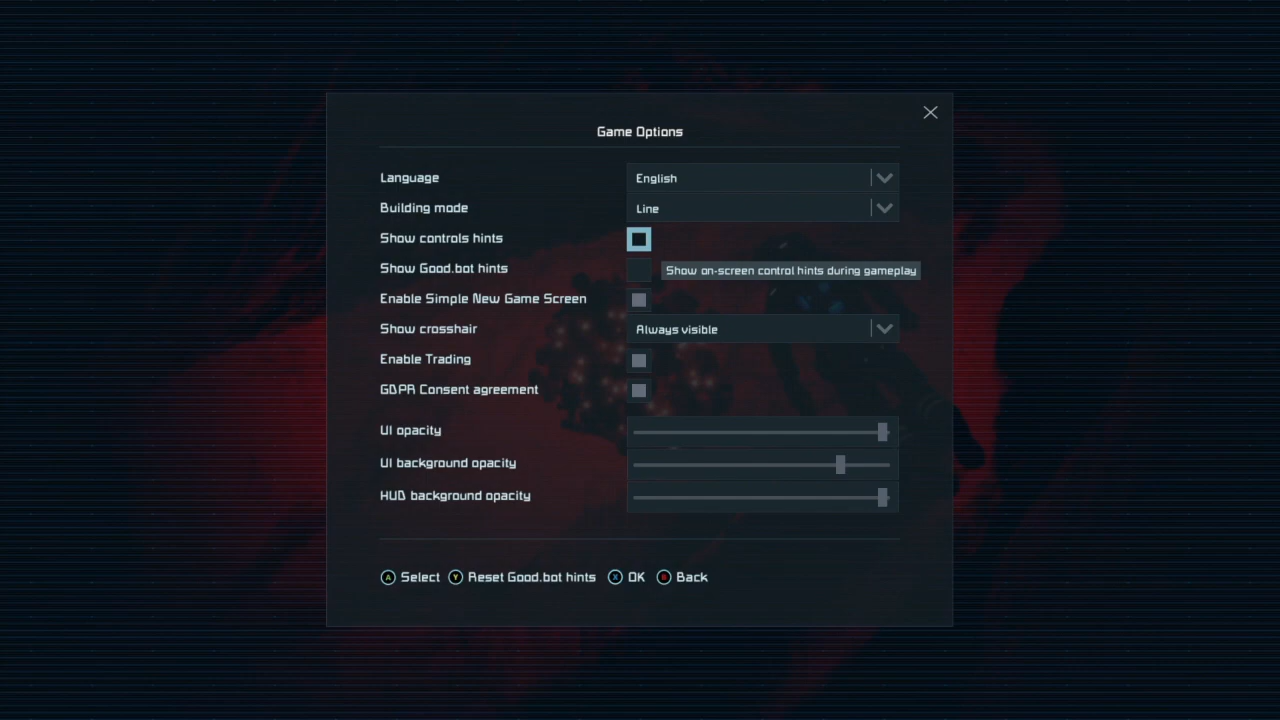 Game Options
Language English
Building mode Line
Show controls hints
Show Good.bot hints
Show on-screen control hints during gameplay
Enable Simple New Game Screen
Show crosshair Always visible
Enable Trading
GDPR Consent agreement
UI opacity
UI background opacity
HUD background opacity
A Select Y Reset Good.bot hints X OK B Back